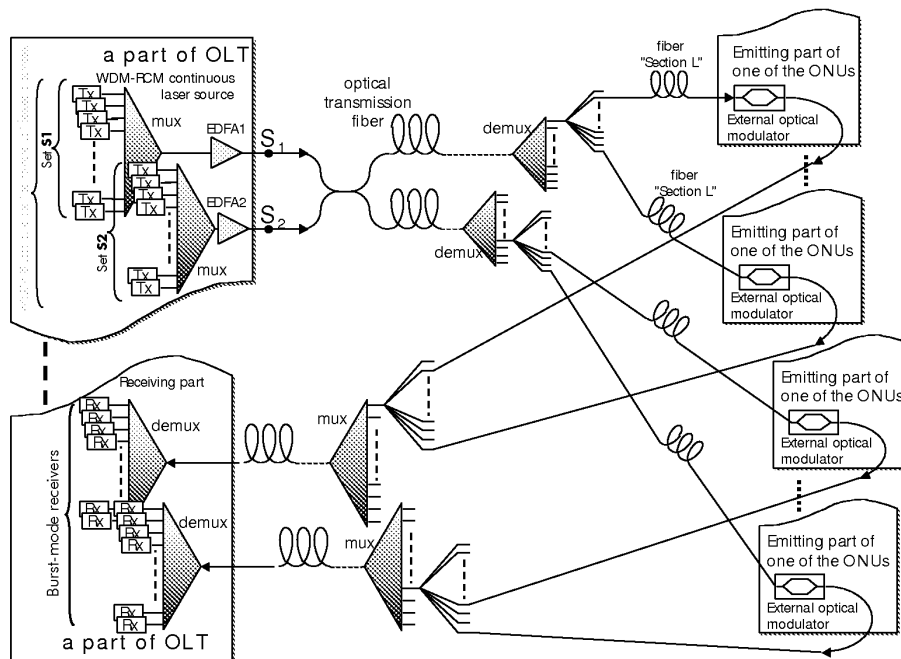 a part of OLT
WDM-RCM continuous
laser source
Tx
Tx
Tx
Tx
Tx
Tx
mux
EDFA1
S1
Set S1
Tx
Tx
Tx
Tx
Tx
Tx
EDFA2
S2
Set S2
mux
optical
transmission
fiber
demux
demux
fiber
"Section L"
fiber
"Section L"
Emitting part of
one of the ONUs
External optical
modulator
Emitting part of
one of the ONUs
External optical
modulator
Emitting part of
one of the ONUs
External optical
modulator
Emitting part of
one of the ONUs
External optical
modulator
Receiving part
Rx
Rx
Rx
Rx
demux
Burst-mode receivers
Rx
Rx
Rx
Rx
Rx
Rx
Rx
Rx
demux
mux
mux
a part of OLT